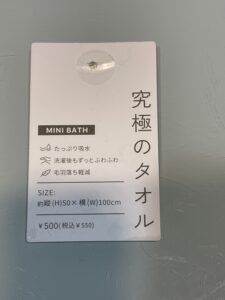 究極のタオル
MINI BATH
たっぷり吸水
洗濯後もずっとふわふわ
毛羽落ち軽減
SIZE:
約縦(H)50×横(W)100cm
¥500(税込¥550)